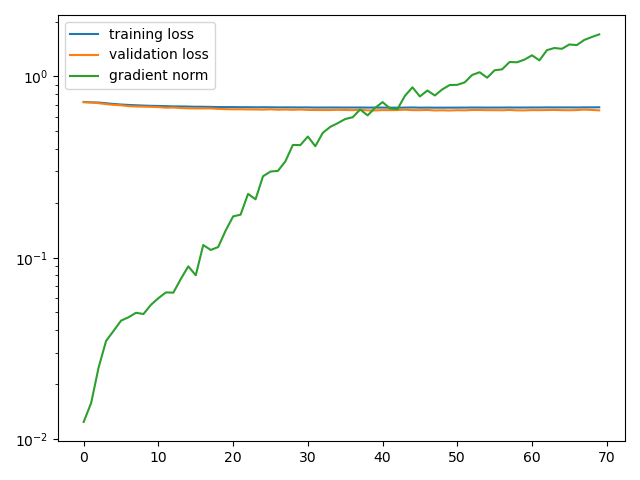 training loss
validation loss
gradient norm
10⁰
10⁻¹
10⁻²
0 10 20 30 40 50 60 70